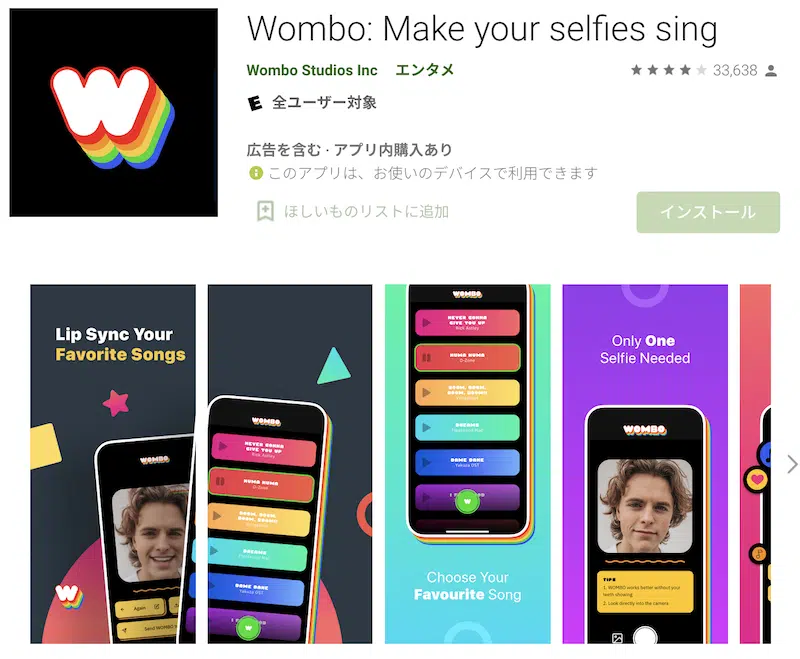 Wombo: Make your selfies sing
Wombo Studios Inc エンタメ
33,638
E 全ユーザー対象
広告を含む · アプリ内購入あり
このアプリは、お使いのデバイスで利用できます
ほしいものリストに追加
インストール
W
Lip Sync Your
Favorite Songs
WOMBO
Again
Send WOMBO
W
WOMBO
NEVER GONNA
GIVE YOU UP
Rick Astley
NUMA NUMA
O-Zone
BOOM, BOOM,
BOOM, BOOM!!
Vengaboys
DREAMS
Fleetwood Mac
DAME DANE
Yakuza OST
W
WOMBO
NEVER GONNA
GIVE YOU UP
Rick Astley
NUMA NUMA
O-Zone
BOOM, BOOM,
BOOM, BOOM!!
Vengaboys
DREAMS
Fleetwood Mac
DAME DANE
Yakuza OST
W
Choose Your
Favourite Song
Only One
Selfie Needed
WOMBO
TIPS
1. WOMBO works better without your
teeth showing
2. Look directly into the camera